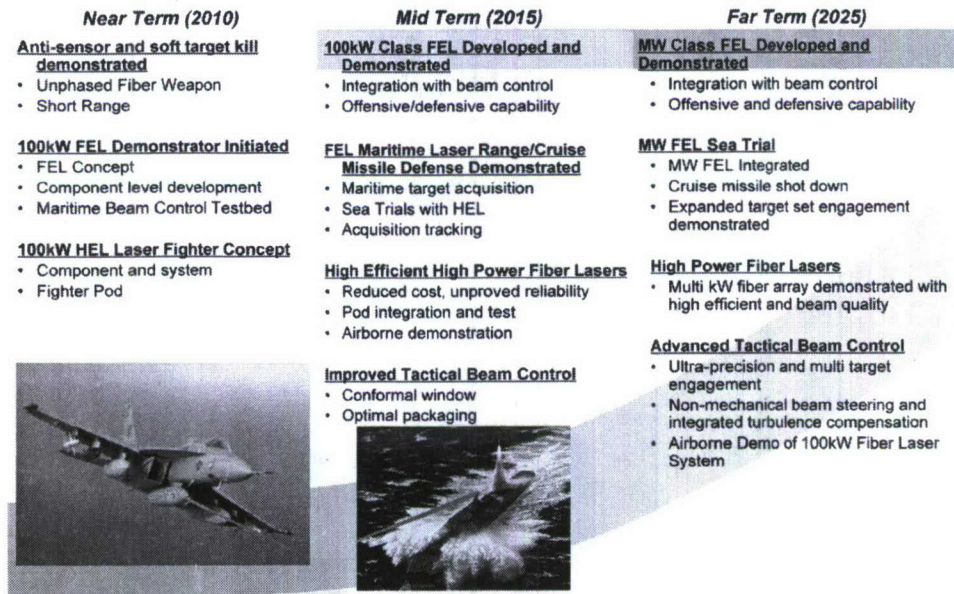 Near Term (2010)
Anti-sensor and soft target kill
demonstrated
• Unphased Fiber Weapon
• Short Range
100kW FEL Demonstrator Initiated
• FEL Concept
• Component level development
• Maritime Beam Control Testbed
100kW HEL Laser Fighter Concept
• Component and system
• Fighter Pod
Mid Term (2015)
100kW Class FEL Developed and
Demonstrated
• Integration with beam control
• Offensive/defensive capability
FEL Maritime Laser Range/Cruise
Missile Defense Demonstrated
• Maritime target acquisition
• Sea Trials with HEL
• Acquisition tracking
High Efficient High Power Fiber Lasers
• Reduced cost, unproved reliability
• Pod integration and test
• Airborne demonstration
Improved Tactical Beam Control
• Conformal window
• Optimal packaging
Far Term (2025)
MW Class FEL Developed and
Demonstrated
• Integration with beam control
• Offensive and defensive capability
MW FEL Sea Trial
• MW FEL Integrated
• Cruise missile shot down
• Expanded target set engagement
demonstrated
High Power Fiber Lasers
• Multi kW fiber array demonstrated with
high efficient and beam quality
Advanced Tactical Beam Control
• Ultra-precision and multi target
engagement
• Non-mechanical beam steering and
integrated turbulence compensation
• Airborne Demo of 100kW Fiber Laser
System